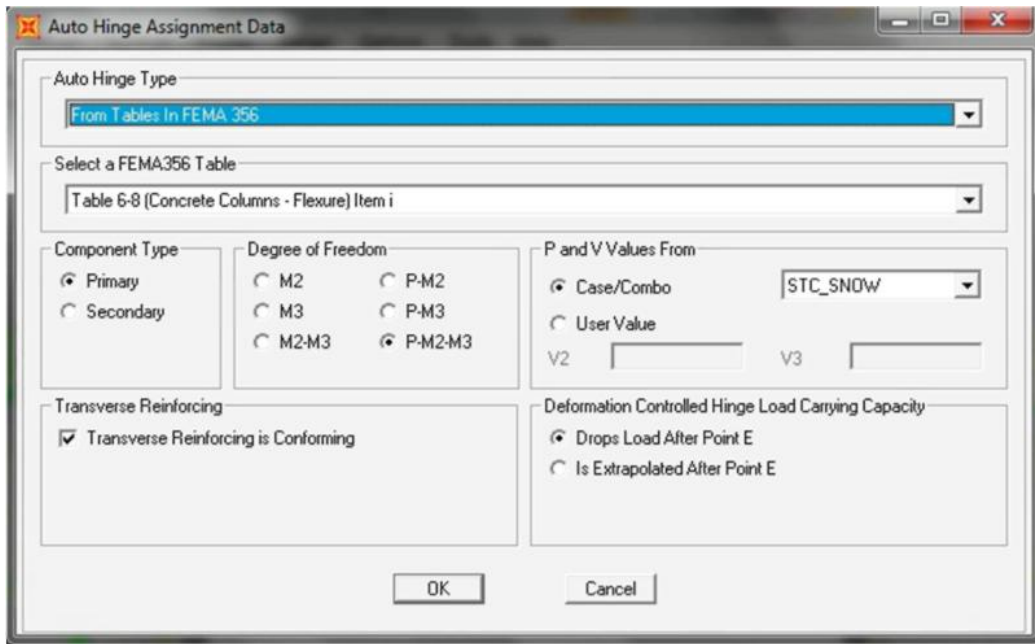 Auto Hinge Assignment Data
Auto Hinge Type
From Tables In FEMA 356
Select a FEMA356 Table
Table 6-8 (Concrete Columns - Flexure) Item i
Component Type
Primary
Secondary
Degree of Freedom
M2 P-M2
M3 P-M3
M2-M3 P-M2-M3
P and V Values From
Case/Combo STC_SNOW
User Value
V2 V3
Transverse Reinforcing
Transverse Reinforcing is Conforming
Deformation Controlled Hinge Load Carrying Capacity
Drops Load After Point E
Is Extrapolated After Point E
OK Cancel